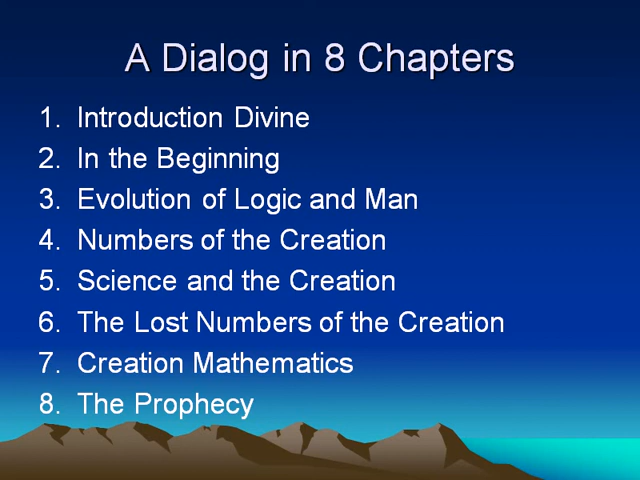 A Dialog in 8 Chapters
1. Introduction Divine
2. In the Beginning
3. Evolution of Logic and Man
4. Numbers of the Creation
5. Science and the Creation
6. The Lost Numbers of the Creation
7. Creation Mathematics
8. The Prophecy